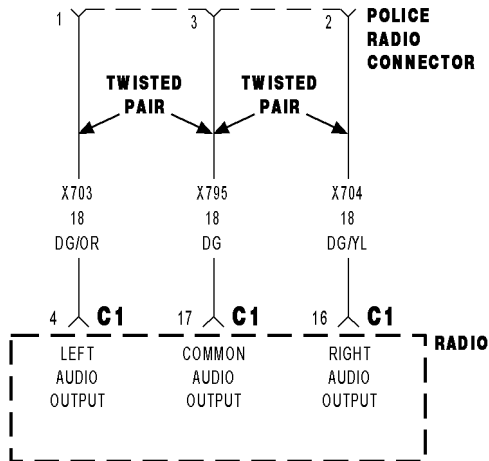 1 3 2 POLICE
RADIO
CONNECTOR
TWISTED TWISTED
PAIR PAIR
X703 X795 X704
18 18 18
DG/OR DG DG/YL
4 C1 17 C1 16 C1
RADIO
LEFT COMMON RIGHT
AUDIO AUDIO AUDIO
OUTPUT OUTPUT OUTPUT